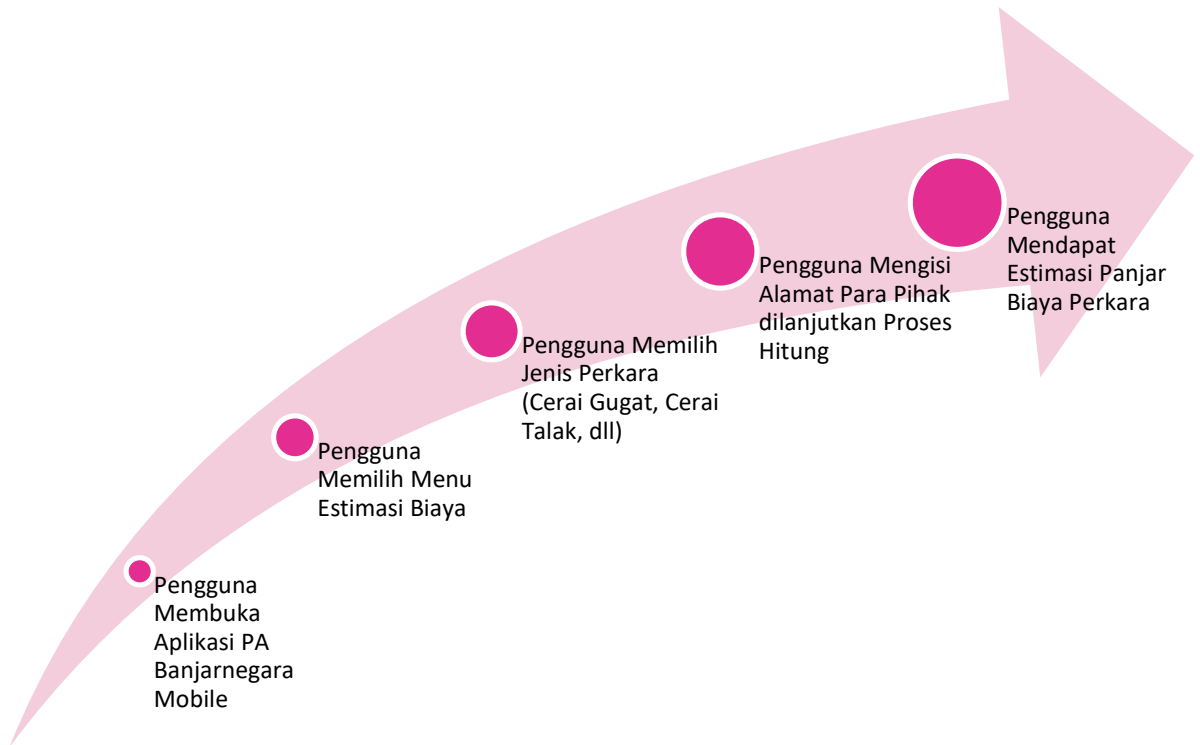 Pengguna
Membuka
Aplikasi PA
Banjarnegara
Mobile
Pengguna
Memilih Menu
Estimasi Biaya
Pengguna Memilih
Jenis Perkara
(Cerai Gugat, Cerai
Talak, dll)
Pengguna Mengisi
Alamat Para Pihak
dilanjutkan Proses
Hitung
Pengguna
Mendapat
Estimasi Panjar
Biaya Perkara